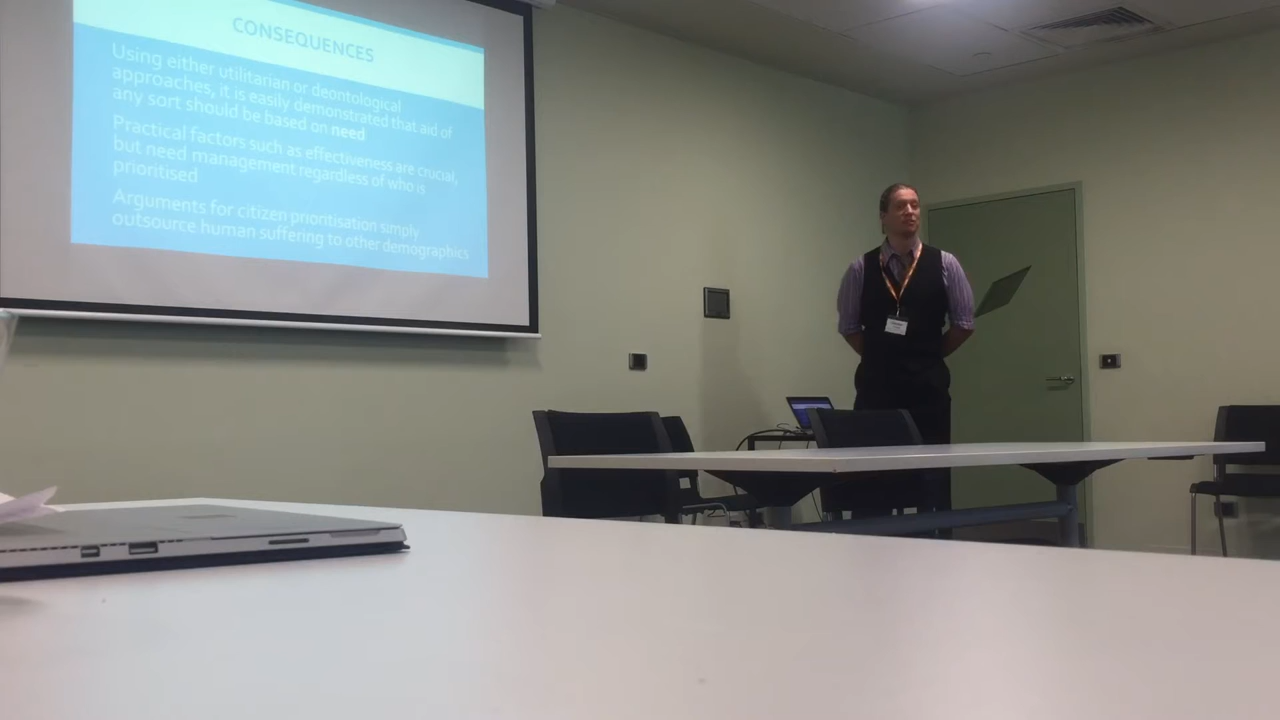 CONSEQUENCES
Using either utilitarian or deontological
approaches, it is easily demonstrated that aid of
any sort should be based on need
Practical factors such as effectiveness are crucial,
but need management regardless of who is
prioritised
Arguments for citizen prioritisation simply
outsource human suffering to other demographics